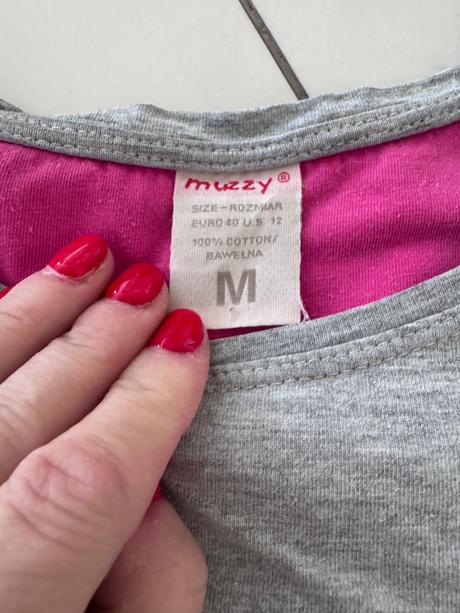 muzzy ®
SIZE-ROZMIAR
EURO 40 U.S. 12
100% COTTON/
BAWEŁNA
M